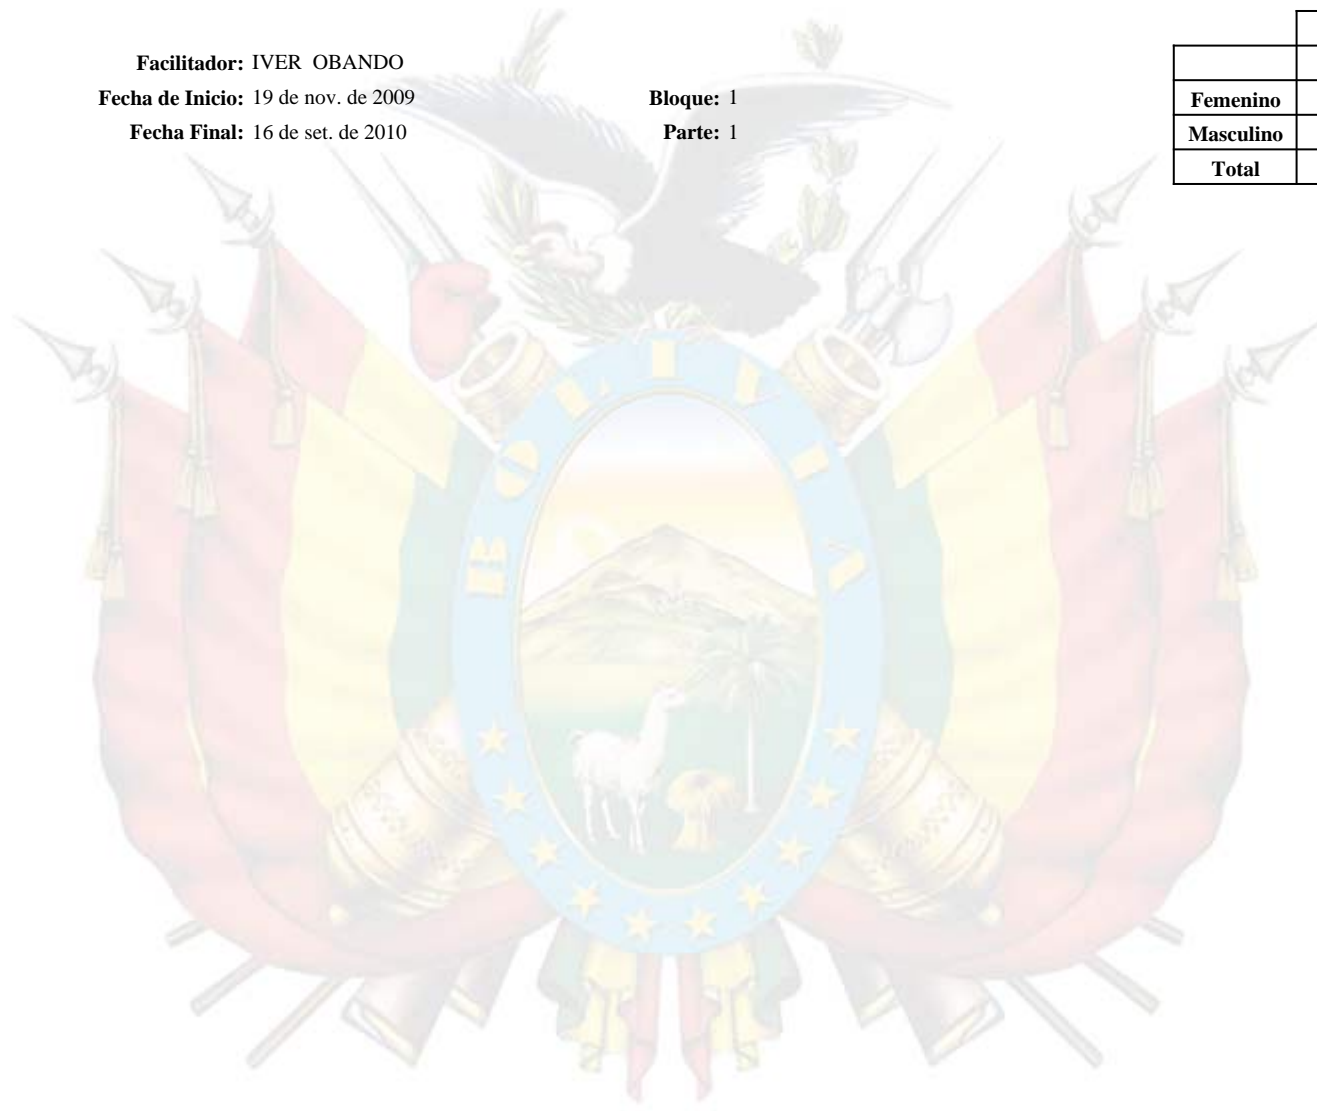 Facilitador: IVER OBANDO
Fecha de Inicio: 19 de nov. de 2009 Bloque: 1
Fecha Final: 16 de set. de 2010 Parte: 1
Femenino
Masculino
Total
BOLIVIA